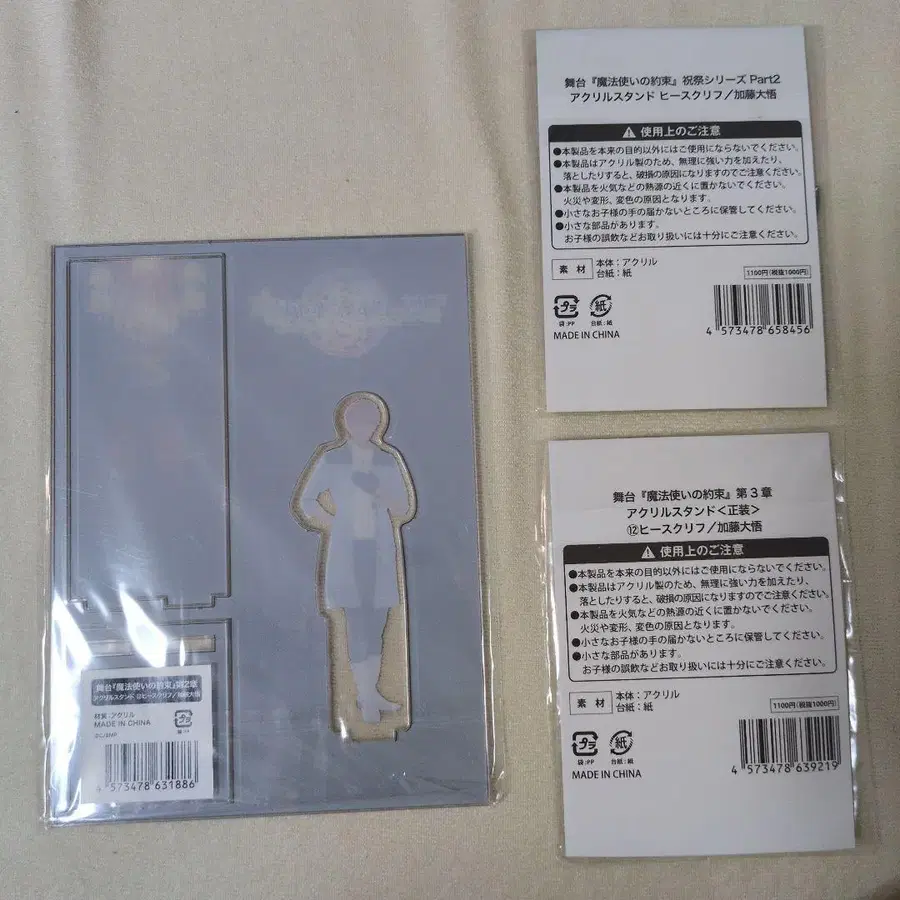 舞台『魔法使いの約束』第2章
アクリルスタンド ⑫ヒースクリフ/加藤大悟
材質:アクリル
MADE IN CHINA
プラ
4 573478 631886
舞台『魔法使いの約束』祝祭シリーズ Part2
アクリルスタンド ヒースクリフ/加藤大悟
使用上のご注意
●本製品を本来の目的以外にはご使用にならないでください。
●本製品はアクリル製のため、無理に強い力を加えたり、
落としたりすると、破損の原因になりますのでご注意ください。
●本製品を火気などの熱源の近くに置かないでください。
火災や変形、変色の原因となります。
●小さなお子様の手の届かないところに保管してください。
●小さな部品があります。
お子様の誤飲などお取り扱いには十分にご注意ください。
素材
本体:アクリル
台紙:紙
1100円(税抜1000円)
プラ
紙
袋:PP
台紙:紙
MADE IN CHINA
4 573478 658456
舞台『魔法使いの約束』第3章
アクリルスタンド<正装>
⑫ヒースクリフ/加藤大悟
使用上のご注意
●本製品を本来の目的以外にはご使用にならないでください。
●本製品はアクリル製のため、無理に強い力を加えたり、
落としたりすると、破損の原因になりますのでご注意ください。
●本製品を火気などの熱源の近くに置かないでください。
火災や変形、変色の原因となります。
●小さなお子様の手の届かないところに保管してください。
●小さな部品があります。
お子様の誤飲などお取り扱いには十分にご注意ください。
素材
本体:アクリル
台紙:紙
1100円(税抜1000円)
プラ
紙
袋:PP
台紙:紙
MADE IN CHINA
4 573478 639219